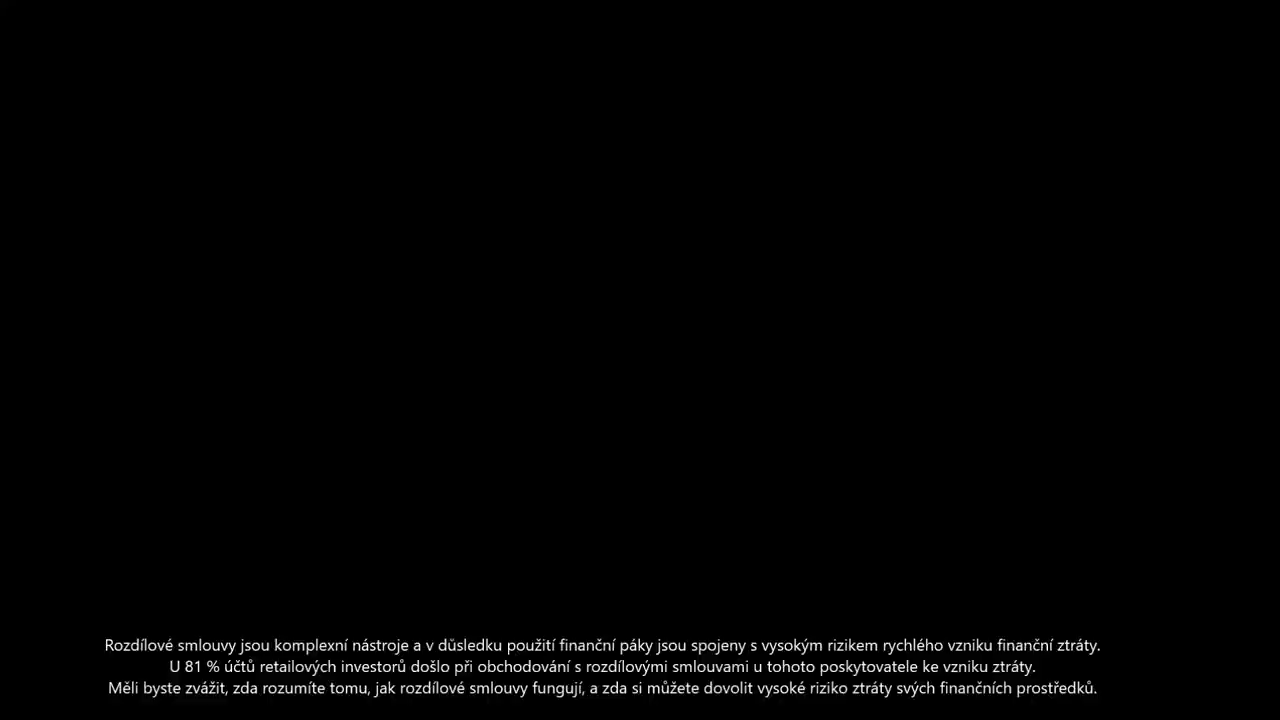 Rozdílové smlouvy jsou komplexní nástroje a v důsledku použití finanční páky jsou spojeny s vysokým rizikem rychlého vzniku finanční ztráty.
U 81 % účtů retailových investorů došlo při obchodování s rozdílovými smlouvami u tohoto poskytovatele ke vzniku ztráty.
Měli byste zvážit, zda rozumíte tomu, jak rozdílové smlouvy fungují, a zda si můžete dovolit vysoké riziko ztráty svých finančních prostředků.